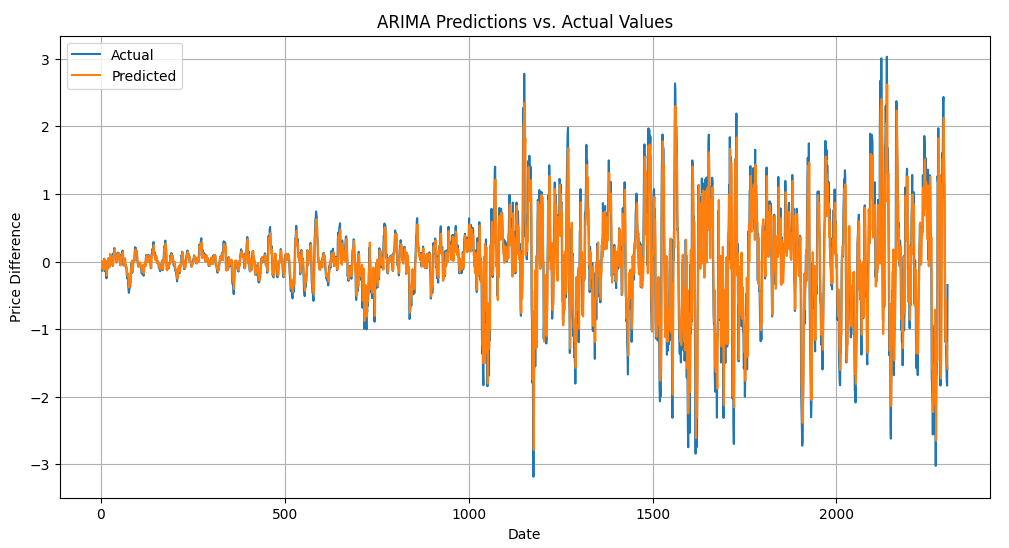 ARIMA Predictions vs. Actual Values
Actual
Predicted
Price Difference
3
2
1
0
−1
−2
−3
0
500
1000
1500
2000
Date